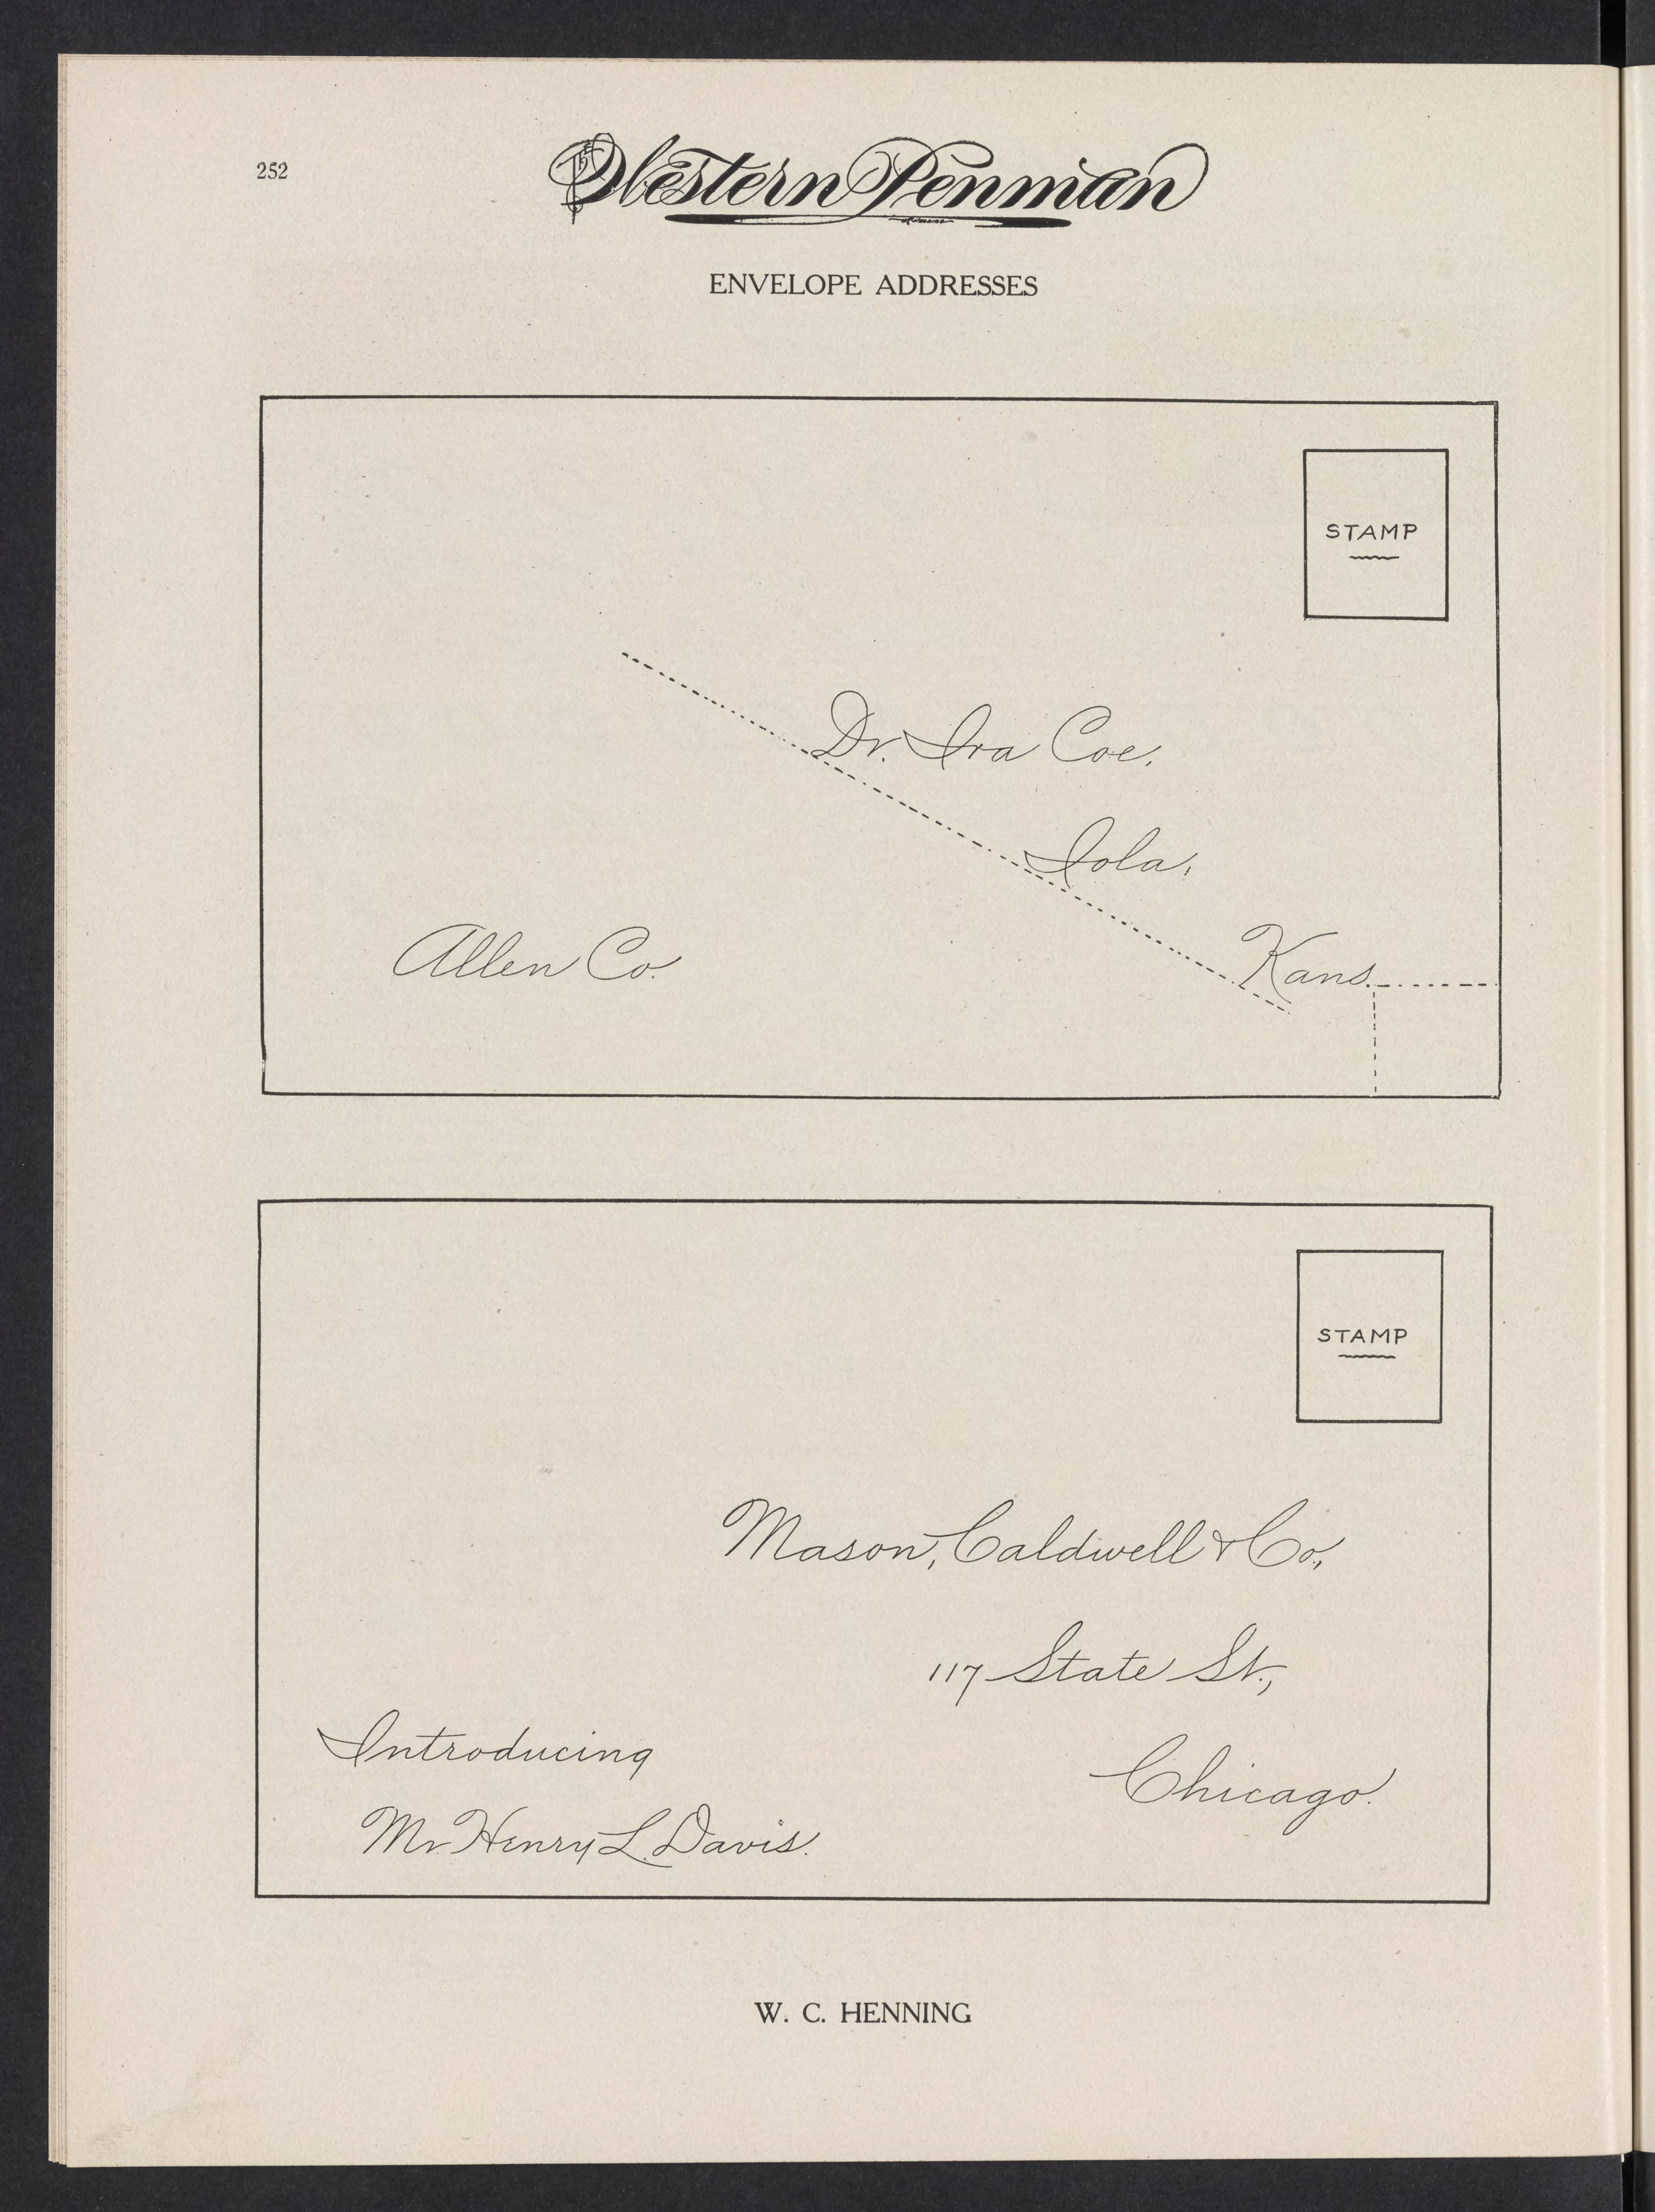 252
The Western Penman
ENVELOPE ADDRESSES
STAMP
Dr. Ira Coe,
Iola,
Allen Co.
Kans.
STAMP
Mason, Caldwell & Co.,
117 State St.,
Introducing
Chicago.
Mr. Henry L. Davis.
W. C. HENNING